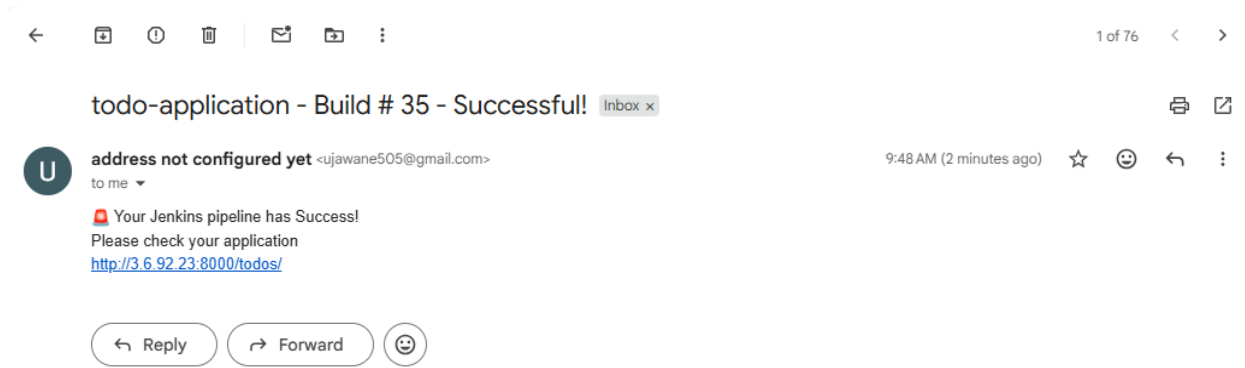 1 of 76
todo-application - Build # 35 - Successful! Inbox x
U
address not configured yet <ujawane505@gmail.com> 9:48 AM (2 minutes ago)
to me
🚨 Your Jenkins pipeline has Success!
Please check your application
http://3.6.92.23:8000/todos/
Reply Forward